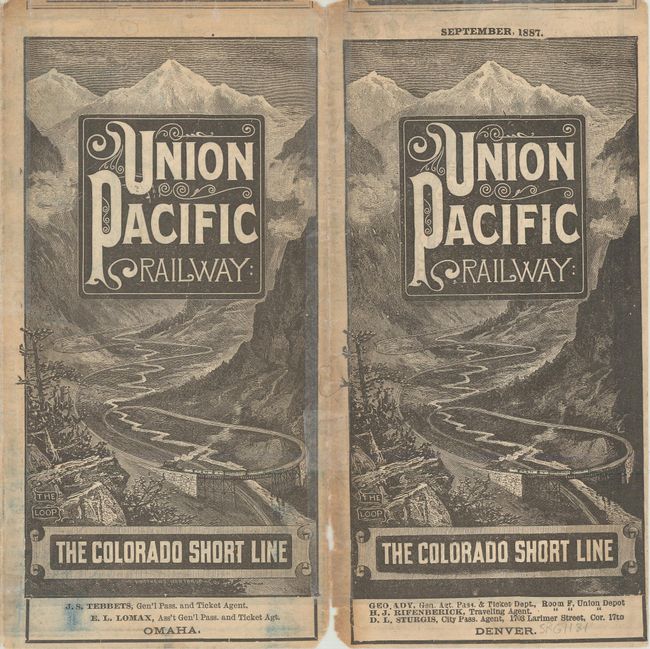 UNION
PACIFIC
RAILWAY:
THE
LOOP
THE COLORADO SHORT LINE
J. S. TEBBETS, Gen'l Pass. and Ticket Agent.
E. L. LOMAX, Ass't Gen'l Pass. and Ticket Agt.
OMAHA.
SEPTEMBER, 1887.
UNION
PACIFIC
RAILWAY:
THE
LOOP
THE COLORADO SHORT LINE
GEO. ADY, Gen. Agt. Pass. & Ticket Dept., Room F, Union Depot
H. J. RIFENBERICK, Traveling Agent. " " "
D. L. STURGIS, City Pass. Agent, 1703 Larimer Street, Cor. 17th
DENVER.